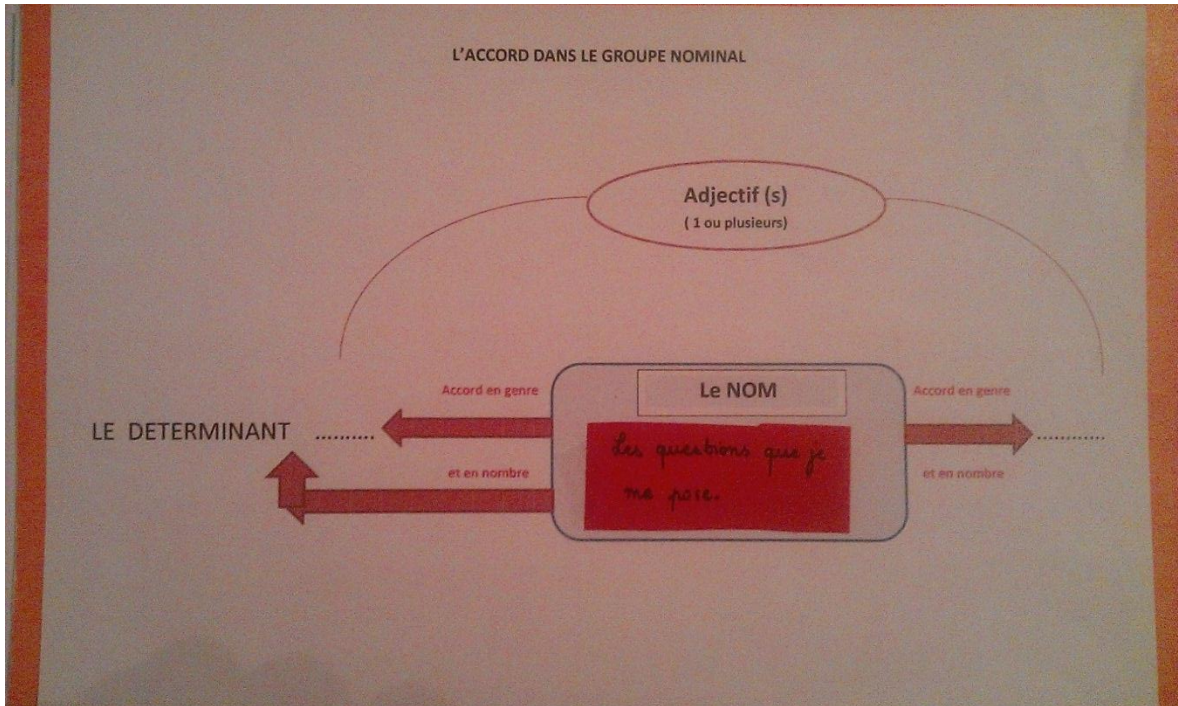 L'ACCORD DANS LE GROUPE NOMINAL
Adjectif (s)
( 1 ou plusieurs)
Accord en genre
Le NOM
Accord en genre
LE DETERMINANT ..........
Les questions que je
me pose.
..........
et en nombre
et en nombre